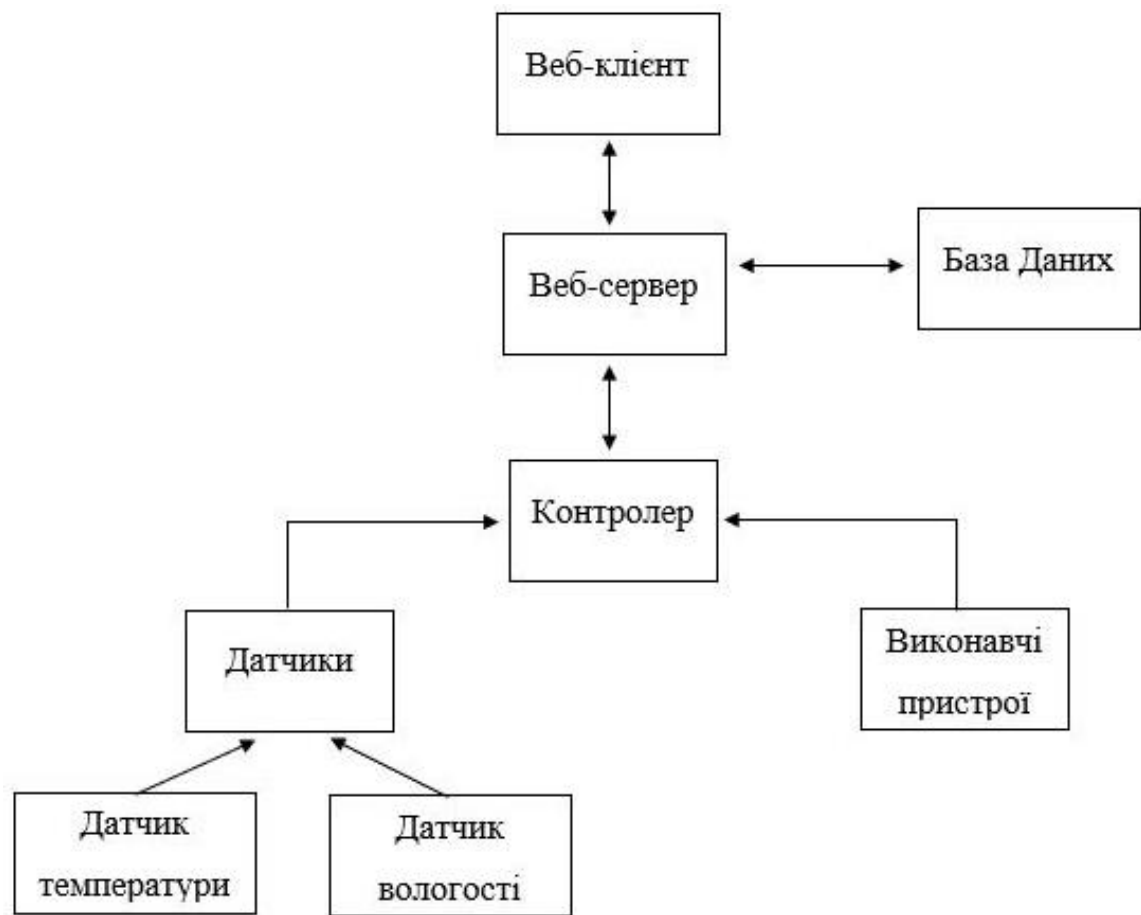 Веб-клієнт
Веб-сервер
База Даних
Контролер
Датчики
Виконавчі
пристрої
Датчик
температури
Датчик
вологості